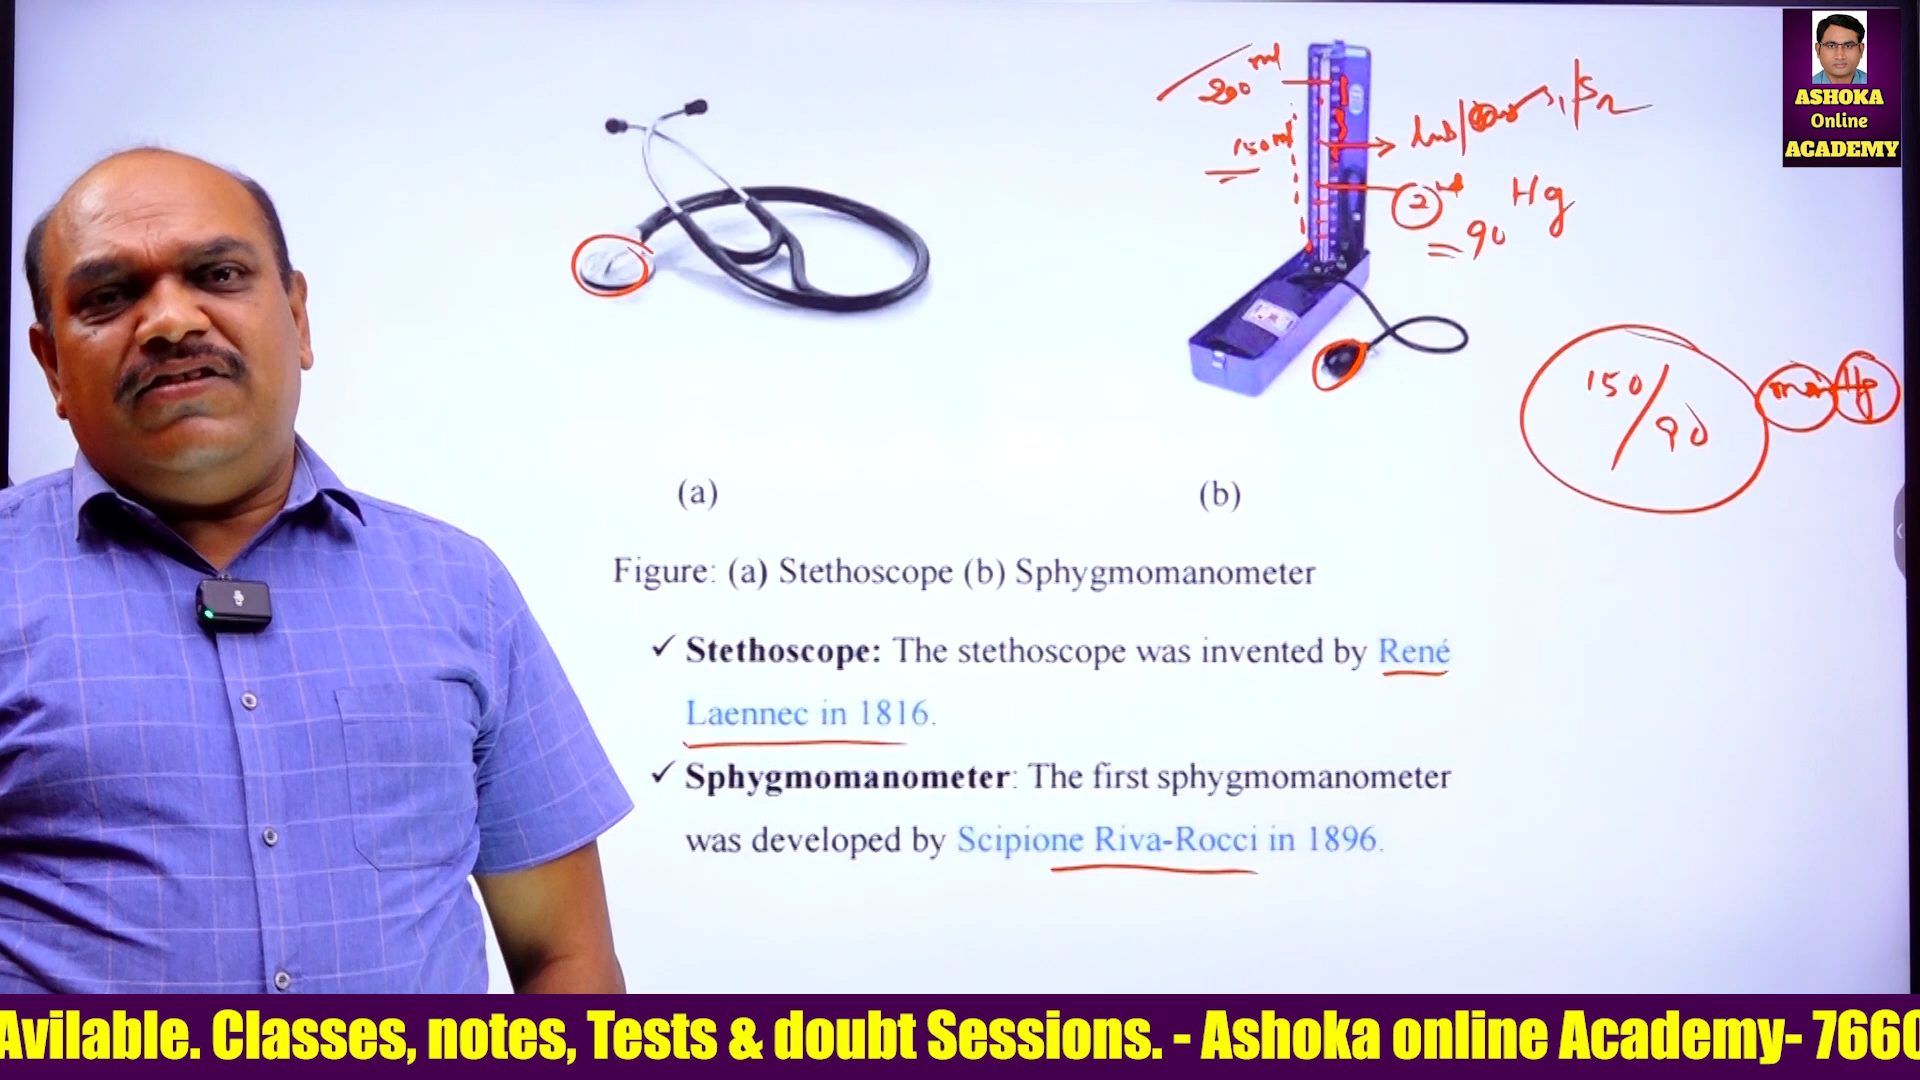 ASHOKA
Online
ACADEMY
200
150
Hg
2
= 90
150/90
mm Hg
(a)
(b)
Figure: (a) Stethoscope (b) Sphygmomanometer
✓ Stethoscope: The stethoscope was invented by René
Laennec in 1816.
✓ Sphygmomanometer: The first sphygmomanometer
was developed by Scipione Riva-Rocci in 1896.
Avilable. Classes, notes, Tests & doubt Sessions. - Ashoka online Academy- 7660